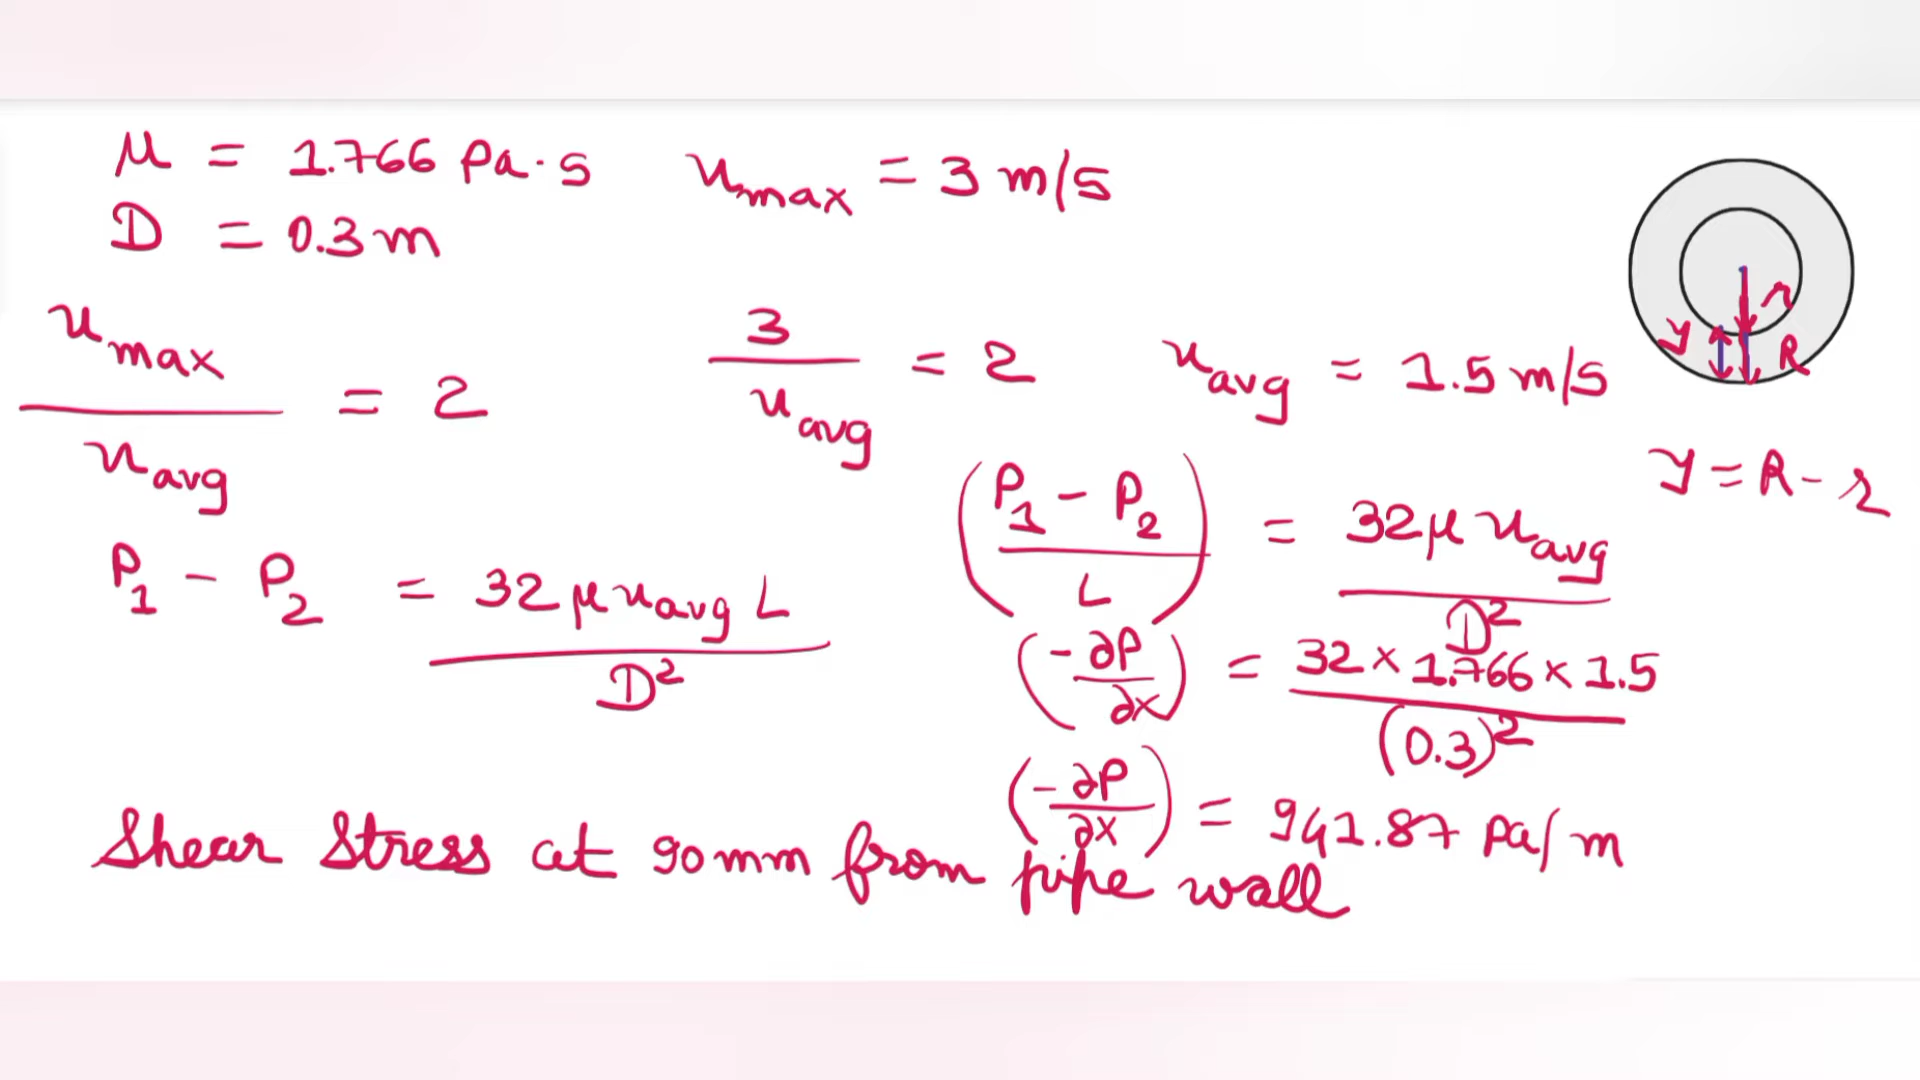 μ = 1.766 Pa·s
D = 0.3 m
u_max = 3 m/s
u_max / u_avg = 2
3 / u_avg = 2
u_avg = 1.5 m/s
r
y
R
y = R - r
P₁ - P₂ = 32 μ u_avg L / D²
(P₁ - P₂ / L) = 32 μ u_avg / D²
(-∂P / ∂x) = 32 × 1.766 × 1.5 / (0.3)²
(-∂P / ∂x) = 941.87 Pa/m
Shear Stress at 90 mm from pipe wall